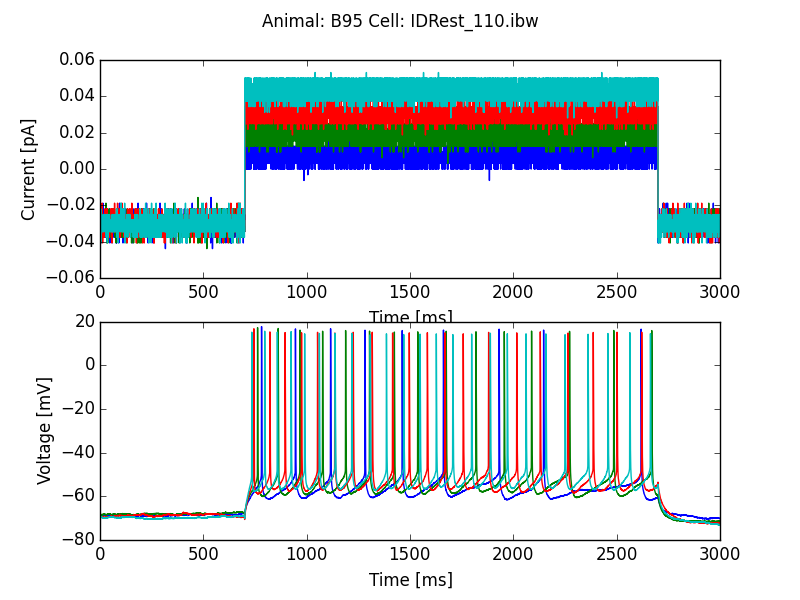 Animal: B95 Cell: IDRest_110.ibw
0.06
0.04
0.02
0.00
−0.02
−0.04
−0.06
Current [pA]
0 500 1000 1500 2000 2500 3000
Time [ms]
20
0
−20
−40
−60
−80
Voltage [mV]
0 500 1000 1500 2000 2500 3000
Time [ms]